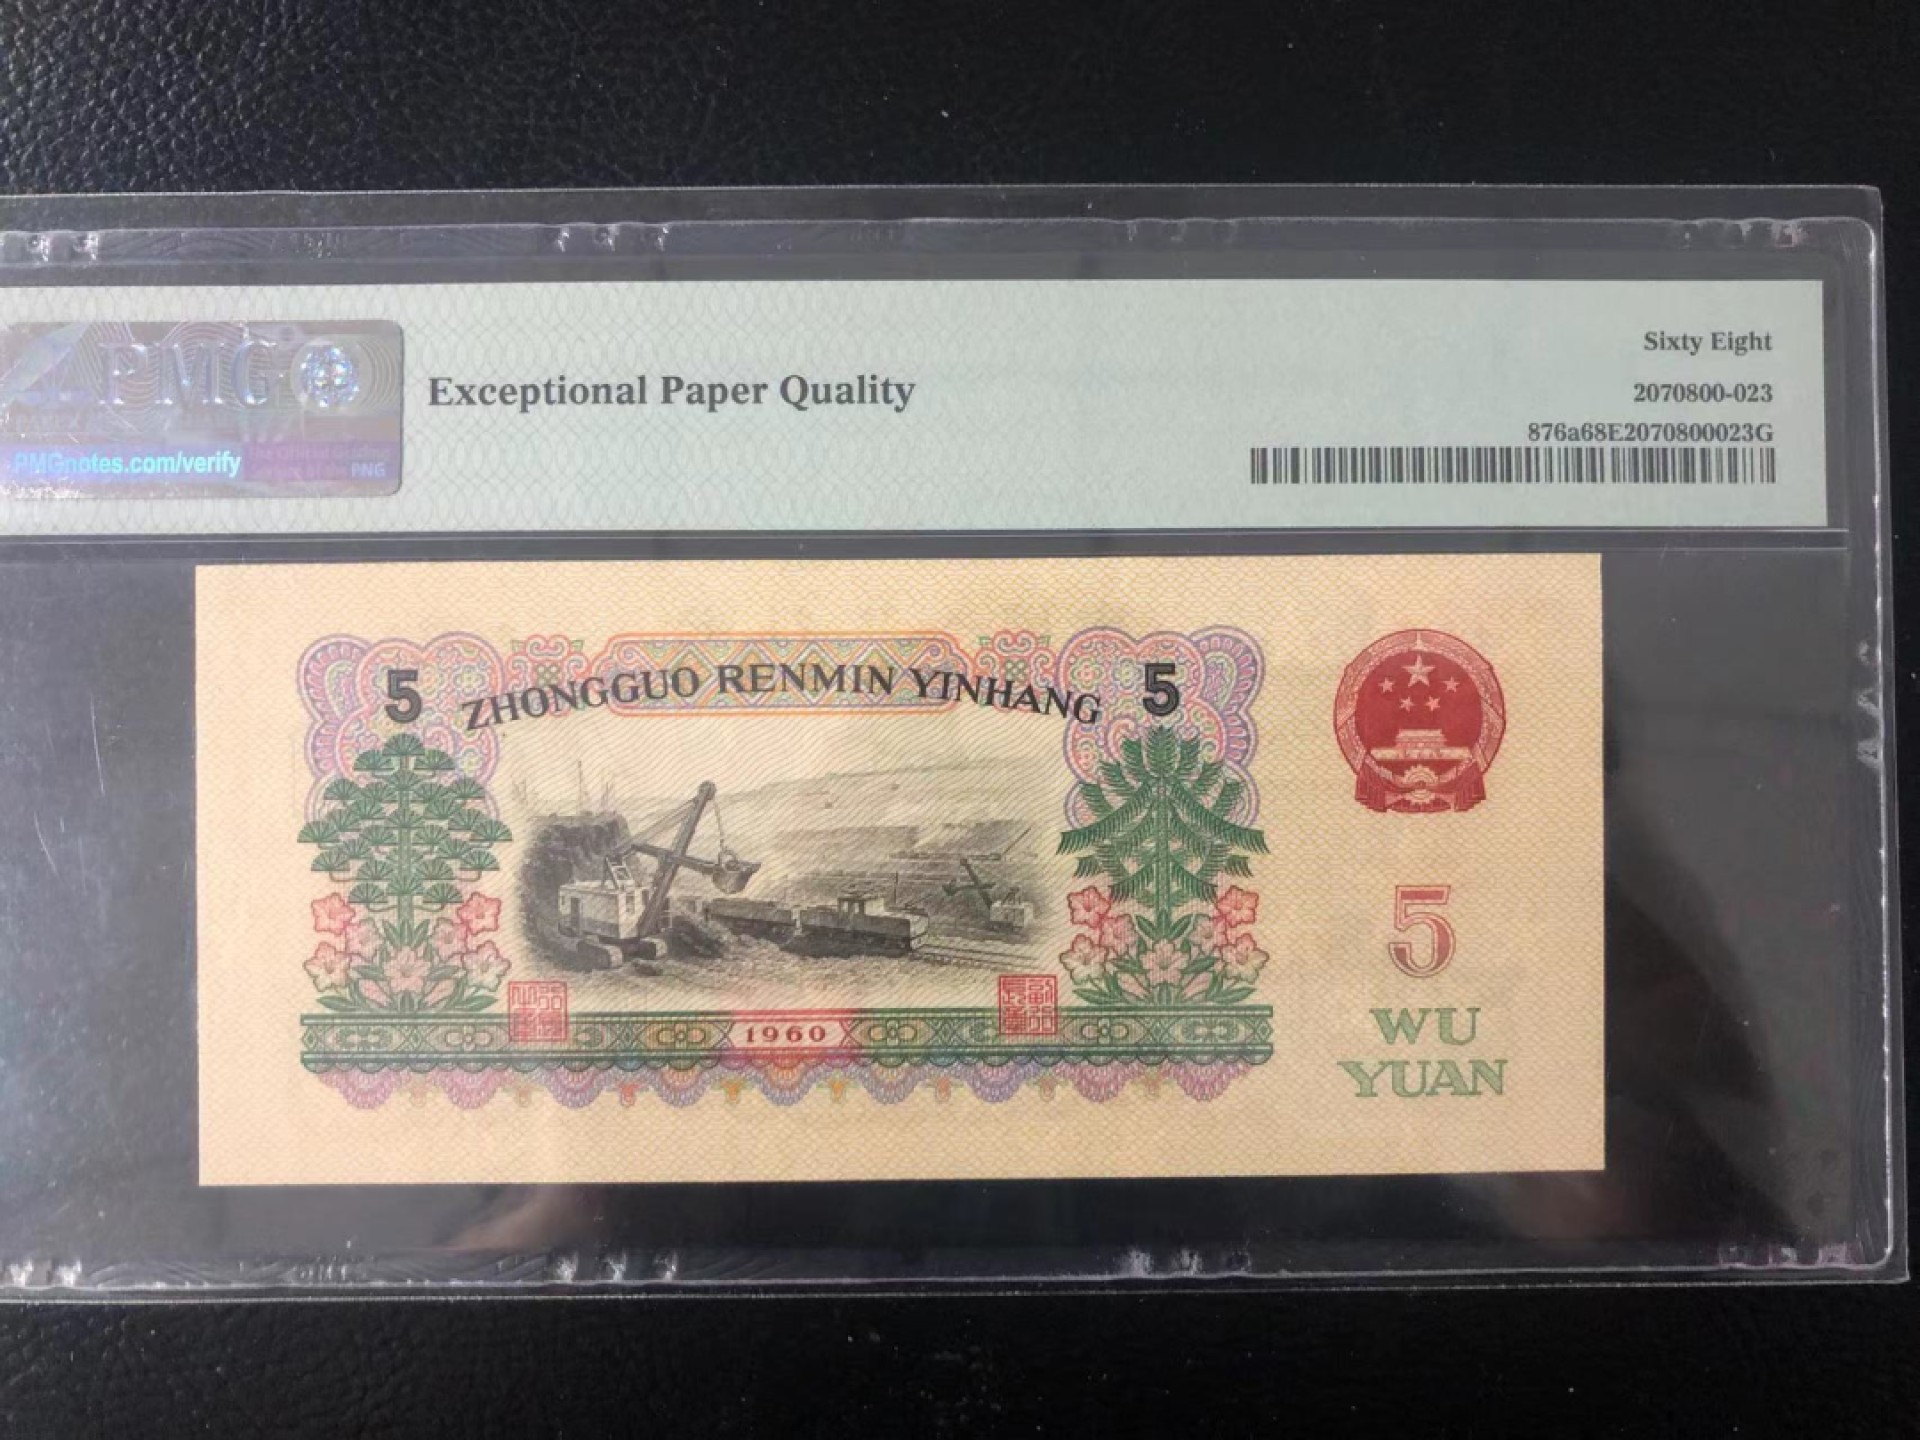 PMG
PMGnotes.com/verify
PNG
Exceptional Paper Quality
Sixty Eight
2070800-023
876a68E2070800023G
5 ZHONGGUO RENMIN YINHANG 5
5
WU
YUAN
1960